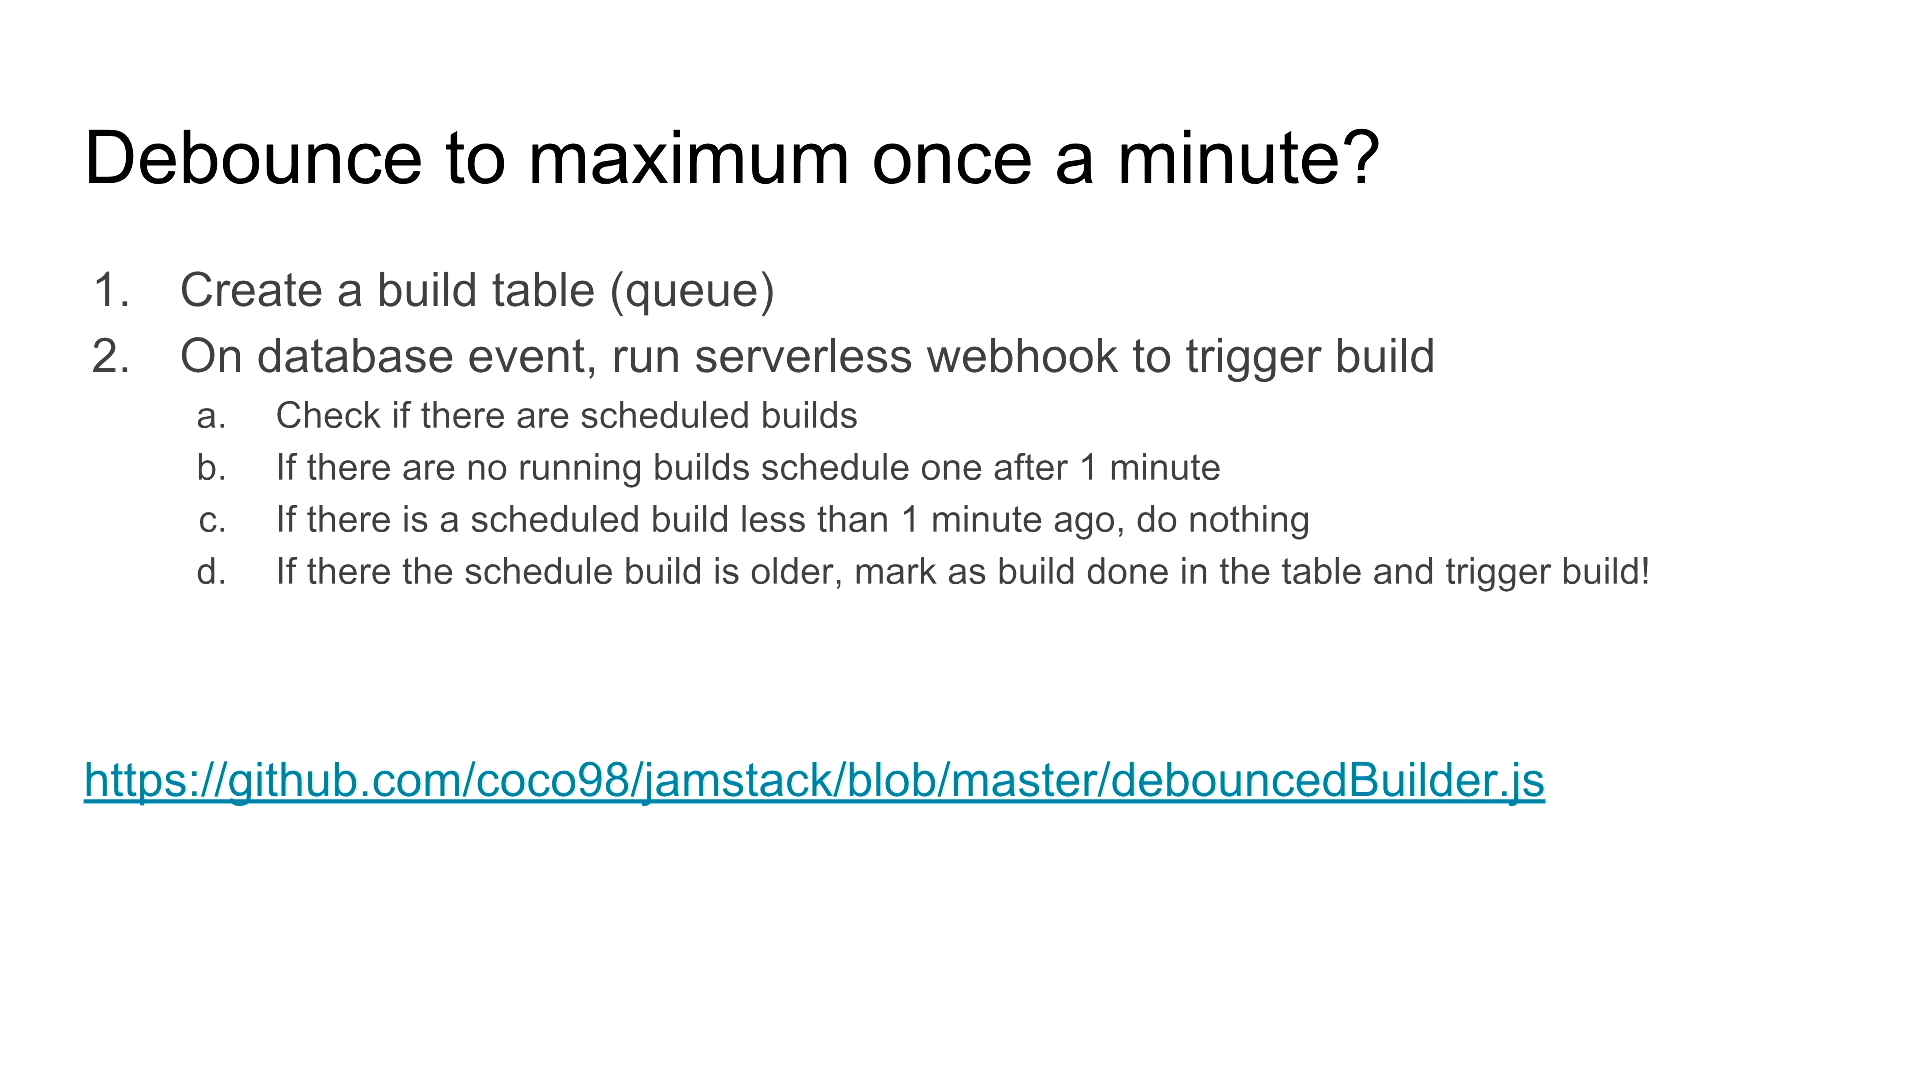 Debounce to maximum once a minute?
1. Create a build table (queue)
2. On database event, run serverless webhook to trigger build
a. Check if there are scheduled builds
b. If there are no running builds schedule one after 1 minute
c. If there is a scheduled build less than 1 minute ago, do nothing
d. If there the schedule build is older, mark as build done in the table and trigger build!
https://github.com/coco98/jamstack/blob/master/debouncedBuilder.js